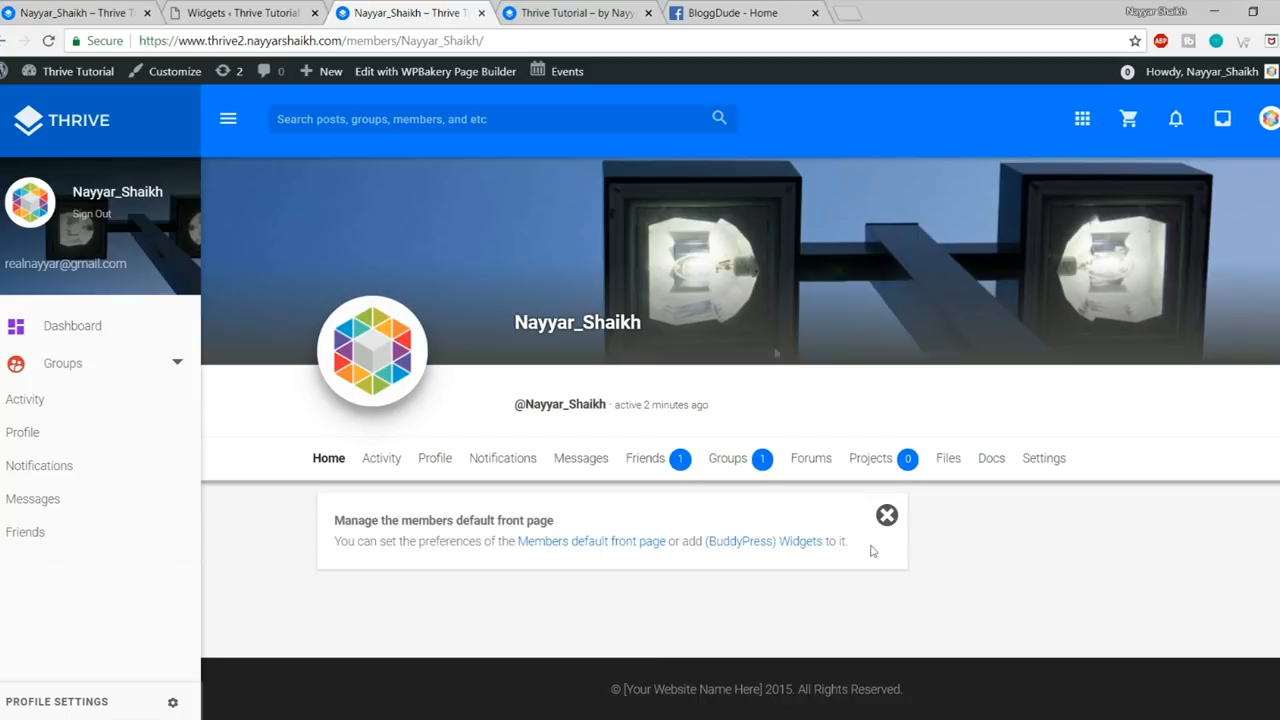 Nayyar_Shaikh – Thrive T
Widgets ‹ Thrive Tutorial
Nayyar_Shaikh – Thrive T
Thrive Tutorial – by Nayy
BloggDude - Home
Nayyar_Shaikh
Secure
https://www.thrive2.nayyarshaikh.com/members/Nayyar_Shaikh/
ABP
Thrive Tutorial
Customize
2
0
New
Edit with WPBakery Page Builder
Events
0
Howdy, Nayyar_Shaikh
THRIVE
Search posts, groups, members, and etc
Nayyar_Shaikh
Sign Out
realnayyar@gmail.com
Dashboard
Groups
Activity
Profile
Notifications
Messages
Friends
PROFILE SETTINGS
Nayyar_Shaikh
@Nayyar_Shaikh · active 2 minutes ago
Home Activity Profile Notifications Messages Friends 1 Groups 1 Forums Projects 0 Files Docs Settings
Manage the members default front page
You can set the preferences of the Members default front page or add (BuddyPress) Widgets to it.
© [Your Website Name Here] 2015. All Rights Reserved.